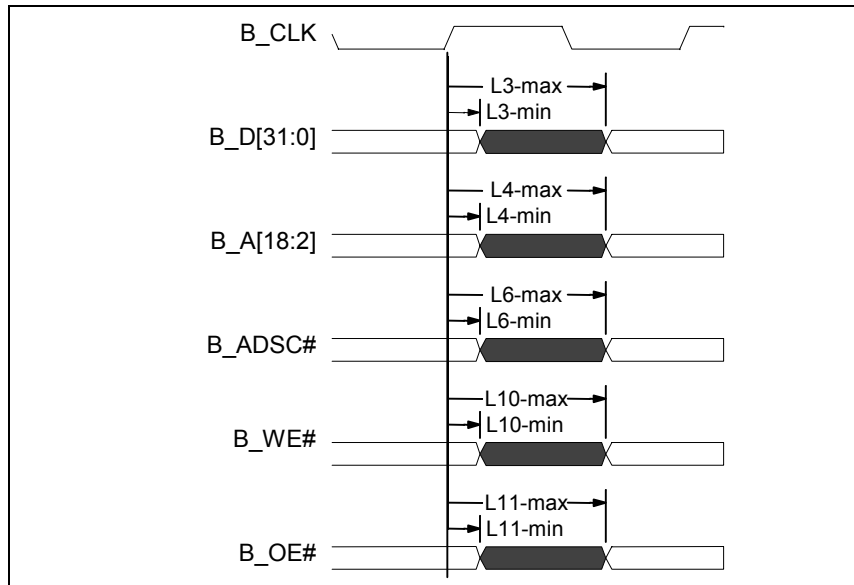 B_CLK
L3-max
L3-min
B_D[31:0]
L4-max
L4-min
B_A[18:2]
L6-max
L6-min
B_ADSC#
L10-max
L10-min
B_WE#
L11-max
L11-min
B_OE#